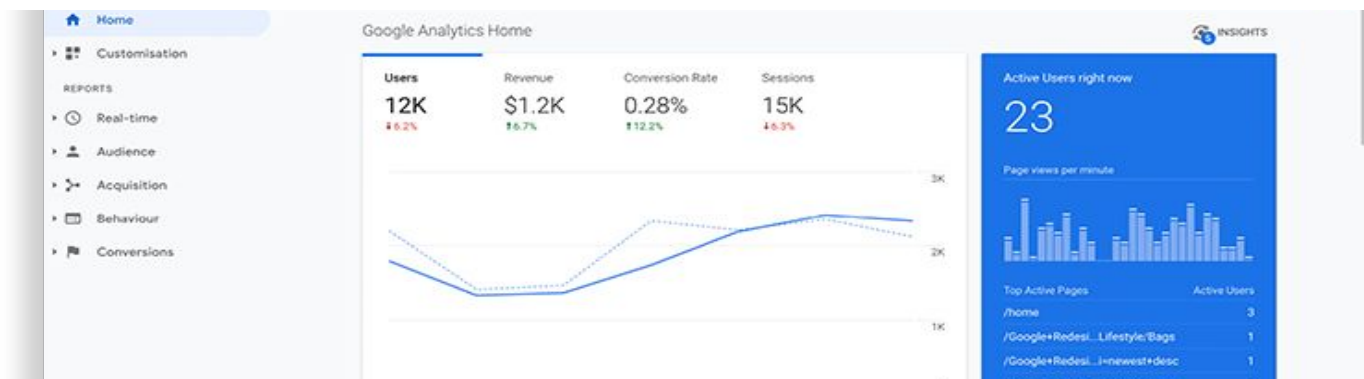 Home
Customisation
REPORTS
Real-time
Audience
Acquisition
Behaviour
Conversions
Google Analytics Home
INSIGHTS
5
Users Revenue Conversion Rate Sessions
12K $1.2K 0.28% 15K
↓6.2% ↑6.7% ↑12.2% ↓6.3%
3K
2K
1K
Active Users right now
23
Page views per minute
Top Active Pages Active Users
/home 3
/Google+Redesi...Lifestyle/Bags 1
/Google+Redesi...i=newest+desc 1